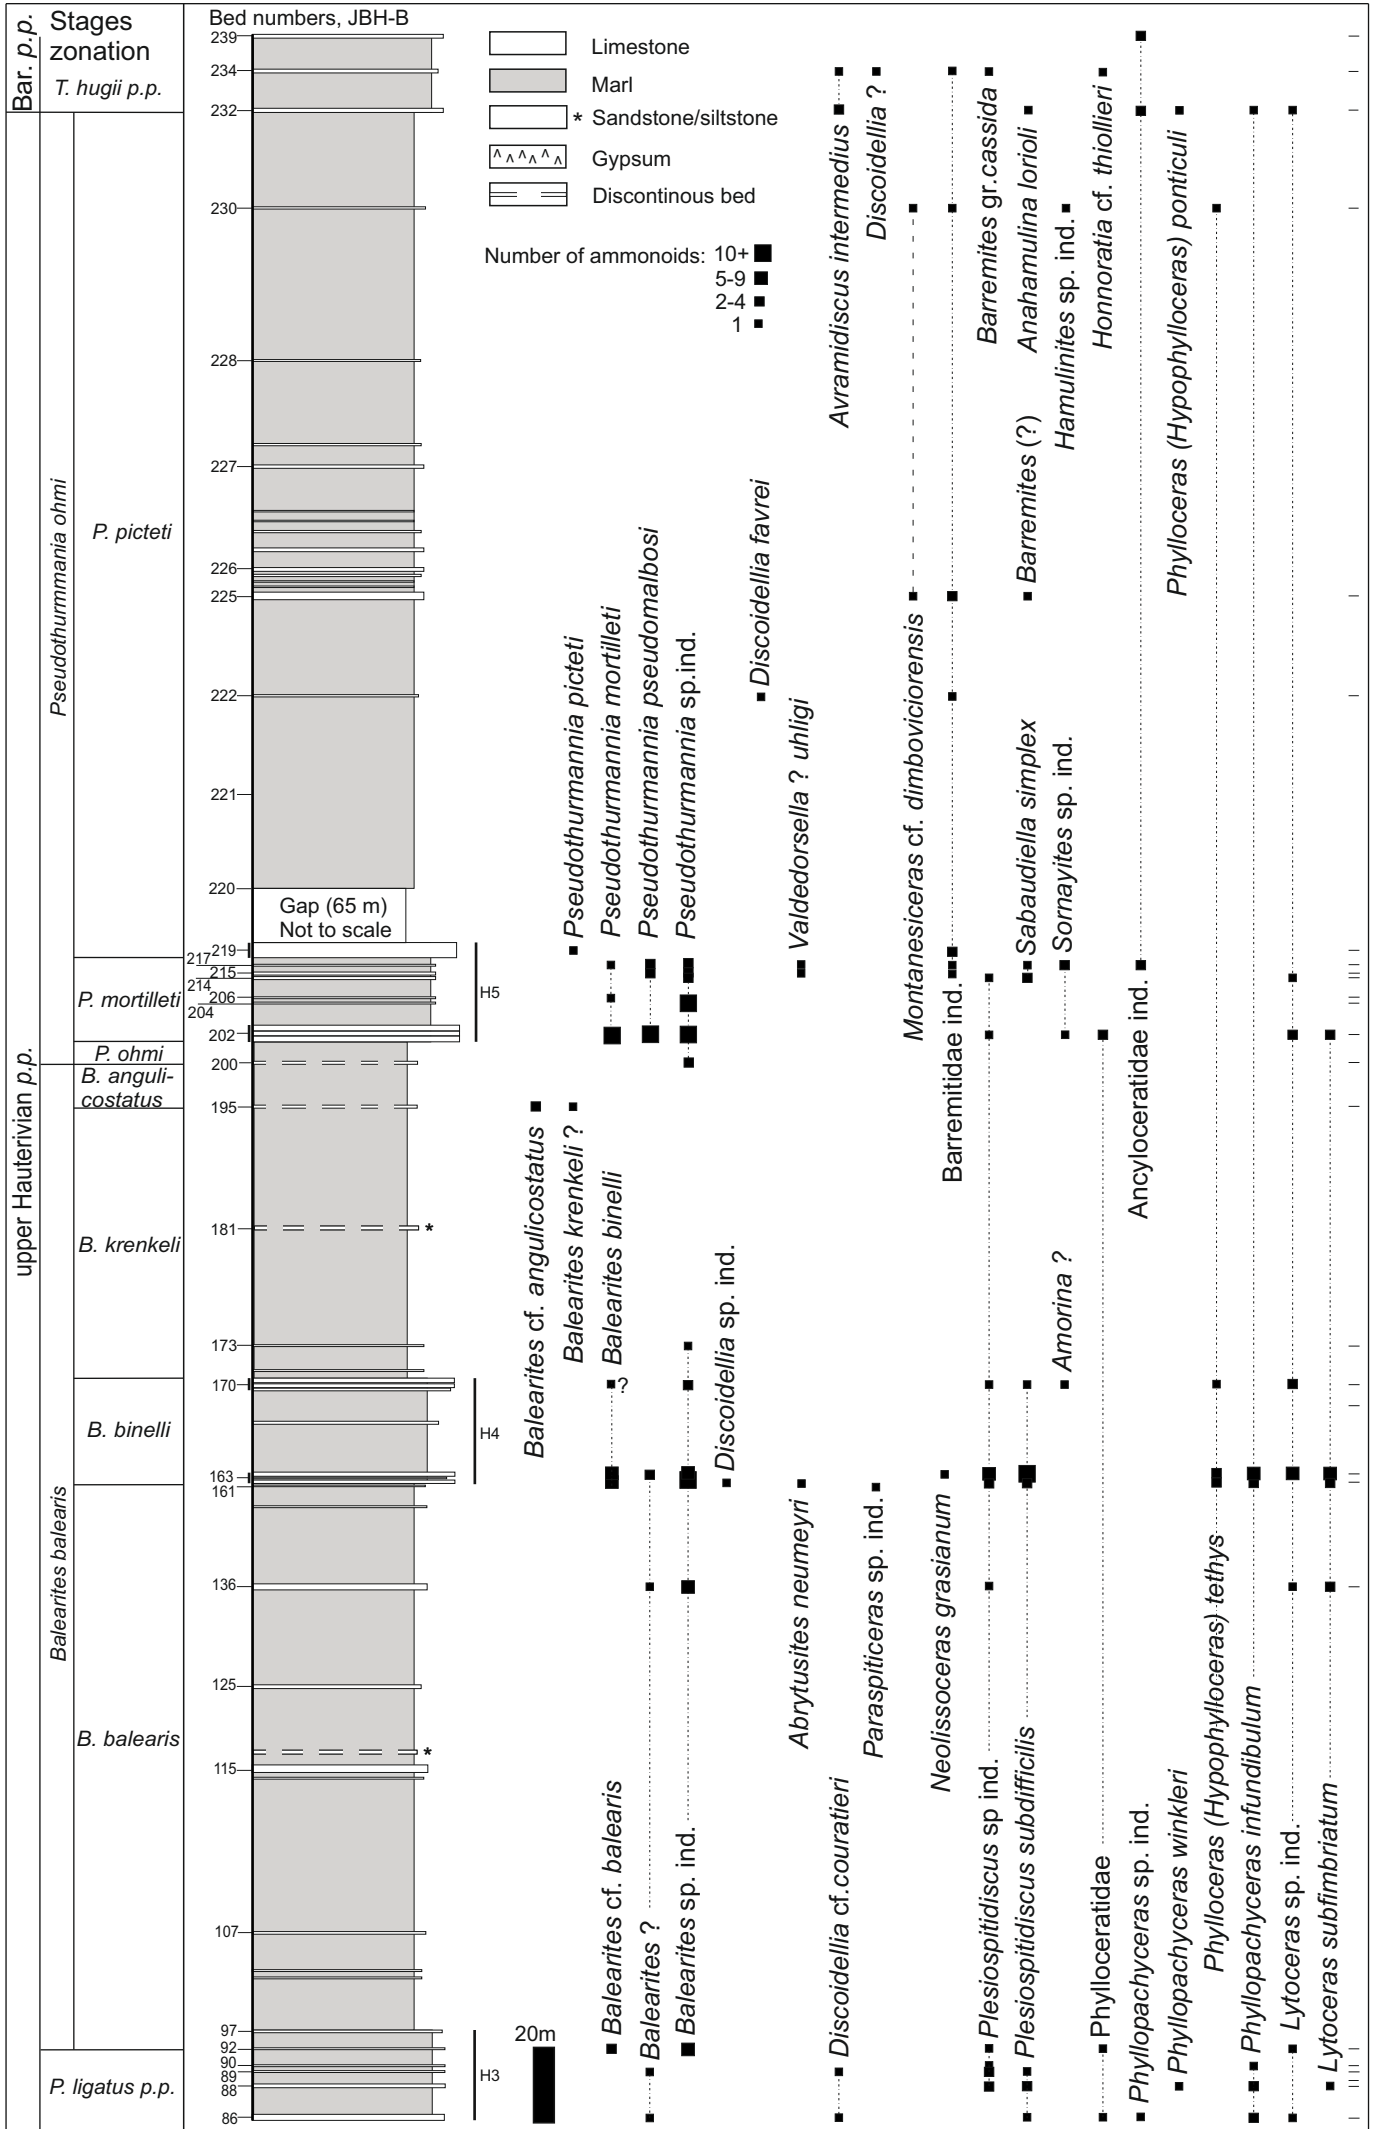 Stages
zonation
Bar. p.p.
T. hugii p.p.
upper Hauterivian p.p.
Pseudothurmmania ohmi
P. picteti
P. mortilleti
P. ohmi
Balearites balearis
B. anguli-
costatus
B. krenkeli
B. binelli
B. balearis
P. ligatus p.p.
Bed numbers, JBH-B
239
234
232
230
228
227
226
225
222
221
220
Gap (65 m)
Not to scale
219
217
215
214
206
204
202
200
195
181
*
173
170
163
161
136
125
*
115
107
97
92
90
89
88
86
H5
H4
H3
20m
Limestone
Marl
* Sandstone/siltstone
Gypsum
Discontinous bed
Number of ammonoids: 10+
5-9
2-4
1
Avramidiscus intermedius
Discoidellia ?
Barremites gr.cassida
Anahamulina lorioli
Hamulinites sp. ind.
Honnoratia cf. thiollieri
Phylloceras (Hypophylloceras) ponticuli
Barremites (?)
Discoidellia favrei
Pseudothurmannia picteti
Pseudothurmannia mortilleti
Pseudothurmannia pseudomalbosi
Pseudothurmannia sp.ind.
Valdedorsella ? uhligi
Montanesiceras cf. dimboviciorensis
Barremitidae ind.
Sabaudiella simplex
Sornayites sp. ind.
Ancyloceratidae ind.
Balearites cf. angulicostatus
Balearites krenkeli ?
Balearites binelli
?
Discoidellia sp. ind.
Amorina ?
Abrytusites neumeyri
Paraspiticeras sp. ind.
Neolissoceras grasianum
Balearites cf. balearis
Balearites ?
Balearites sp. ind.
Discoidellia cf.couratieri
Plesiospitidiscus sp ind.
Plesiospitidiscus subdifficilis
Phylloceratidae
Phyllopachyceras sp. ind.
Phyllopachyceras winkleri
Phylloceras (Hypophylloceras) tethys
Phyllopachyceras infundibulum
Lytoceras sp. ind.
Lytoceras subfimbriatum